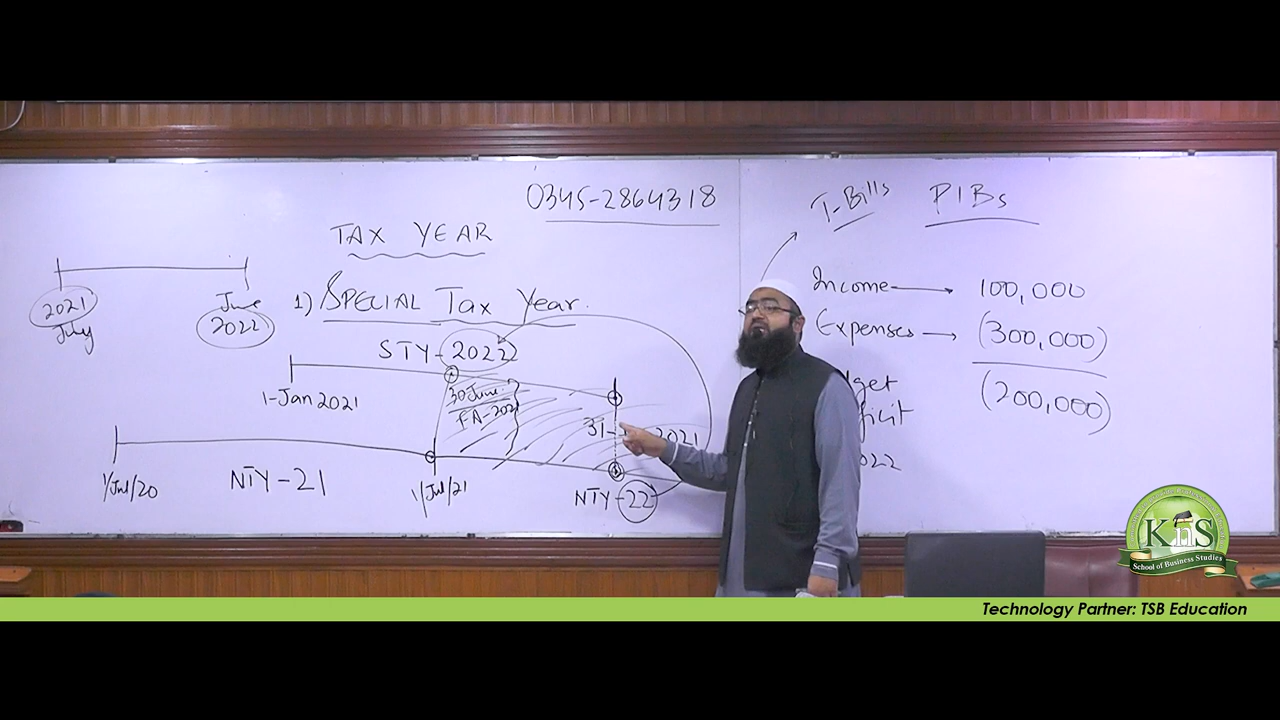 0345-2864318
TAX YEAR
2021
July
June
2022
1) SPECIAL Tax Year.
STY-2022
1-Jan 2021
30 June
FA-2021
31- 2021
1/Jul/20
NTY-21
1/Jul/21
NTY-22
T-Bills PIBs
Income → 100,000
Expenses → (300,000)
(200,000)
KnS
School of Business Studies
Technology Partner: TSB Education